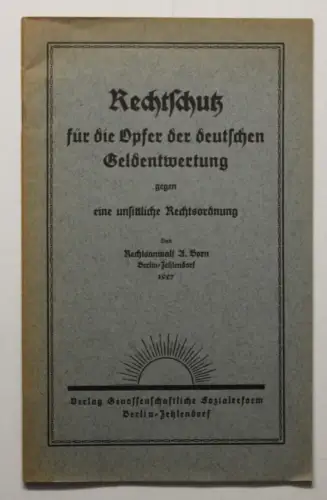 Rechtschutz
für die Opfer der deutschen
Geldentwertung
gegen
eine unsittliche Rechtsordnung
Von
Rechtsanwalt A. Born
Berlin-Zehlendorf
1927
Verlag Genossenschaftliche Sozialreform
Berlin-Zehlendorf